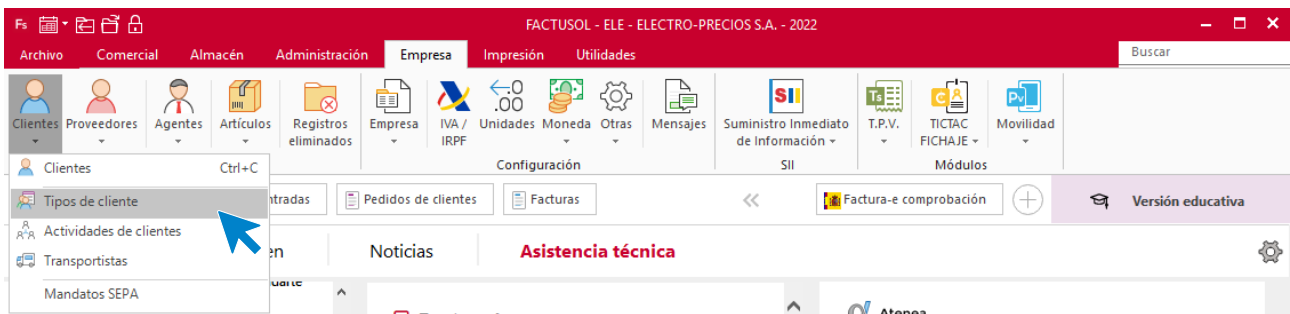 Fs FACTUSOL - ELE - ELECTRO-PRECIOS S.A. - 2022
Archivo Comercial Almacén Administración Empresa Impresión Utilidades Buscar
Clientes Proveedores Agentes Artículos Registros eliminados Empresa IVA / IRPF Unidades Moneda Otras Mensajes Suministro Inmediato de Información T.P.V. TICTAC FICHAJE Movilidad
Configuración SII Módulos
Clientes Ctrl+C
Tipos de cliente
Actividades de clientes
Transportistas
Mandatos SEPA
Pedidos de clientes Facturas Factura-e comprobación Versión educativa
Noticias Asistencia técnica
Atenea